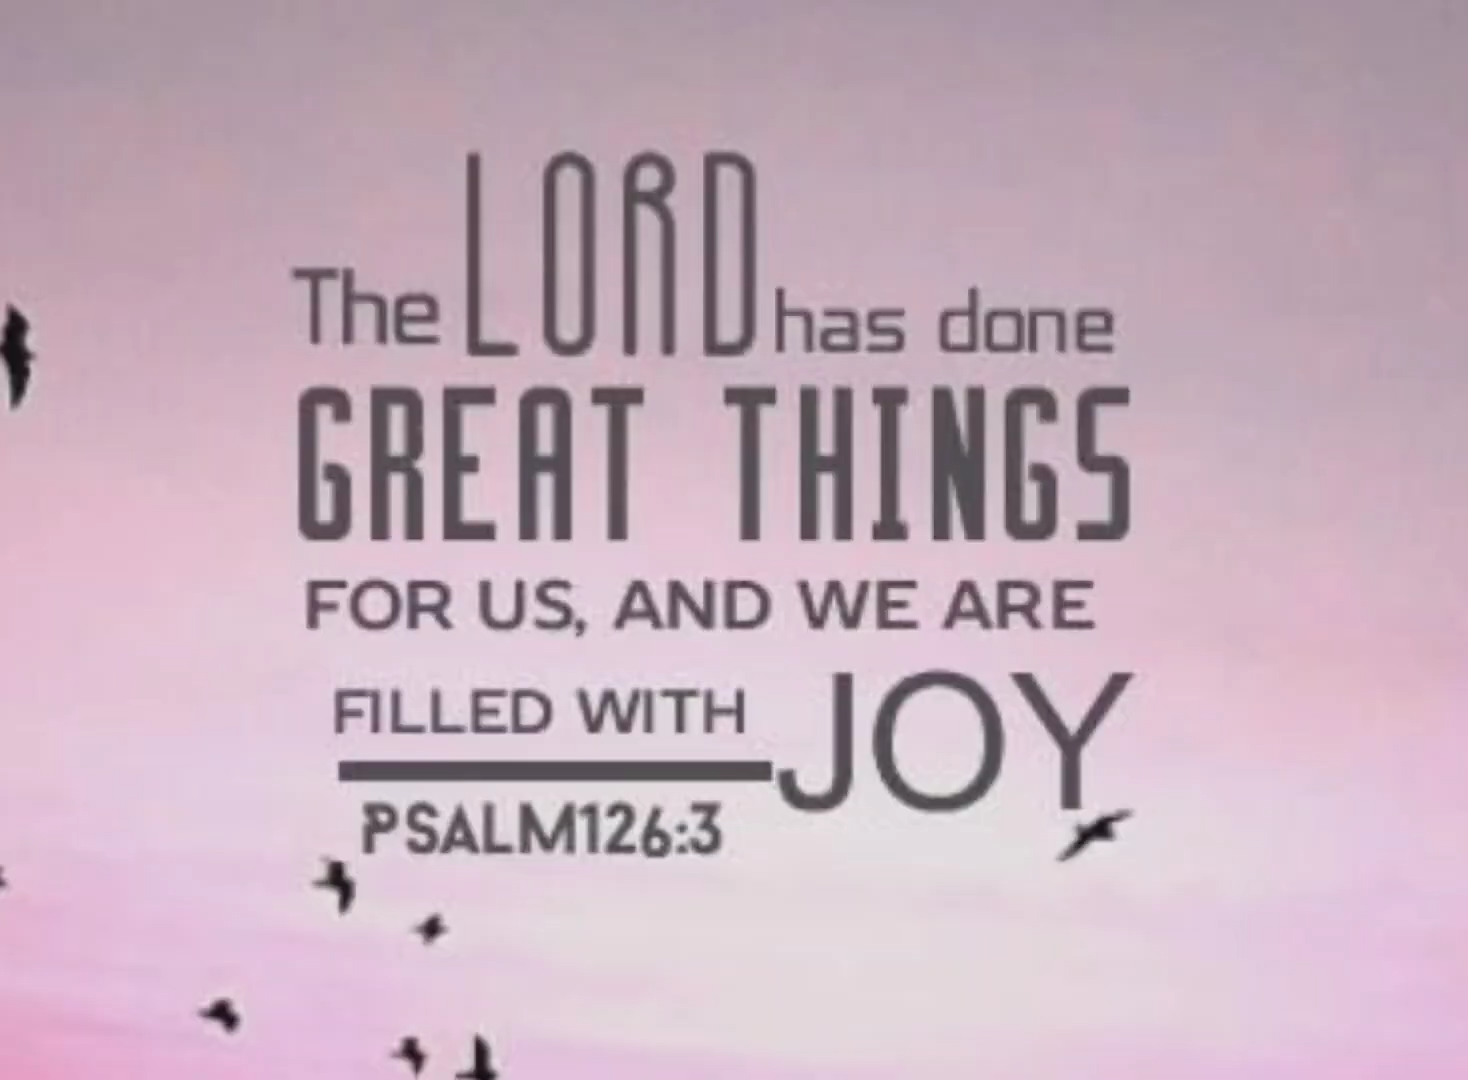 The LORD has done
GREAT THINGS
FOR US, AND WE ARE
FILLED WITH JOY
PSALM126:3